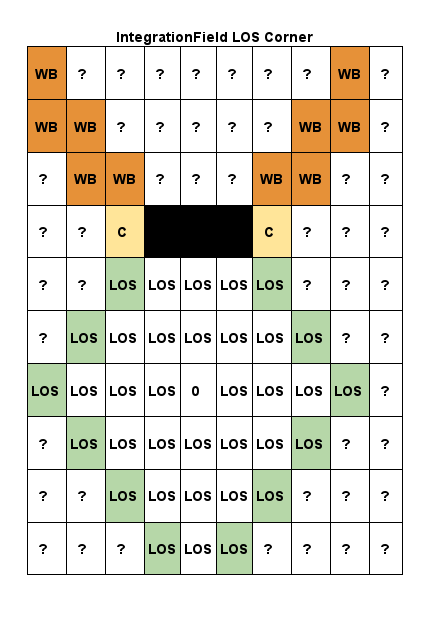 IntegrationField LOS Corner
WB ? ? ? ? ? ? ? WB ?
WB WB ? ? ? ? ? WB WB ?
? WB WB ? ? ? WB WB ? ?
? ? C C ? ? ?
? ? LOS LOS LOS LOS LOS ? ? ?
? LOS LOS LOS LOS LOS LOS LOS ? ?
LOS LOS LOS LOS 0 LOS LOS LOS LOS ?
? LOS LOS LOS LOS LOS LOS LOS ? ?
? ? LOS LOS LOS LOS LOS ? ? ?
? ? ? LOS LOS LOS ? ? ? ?